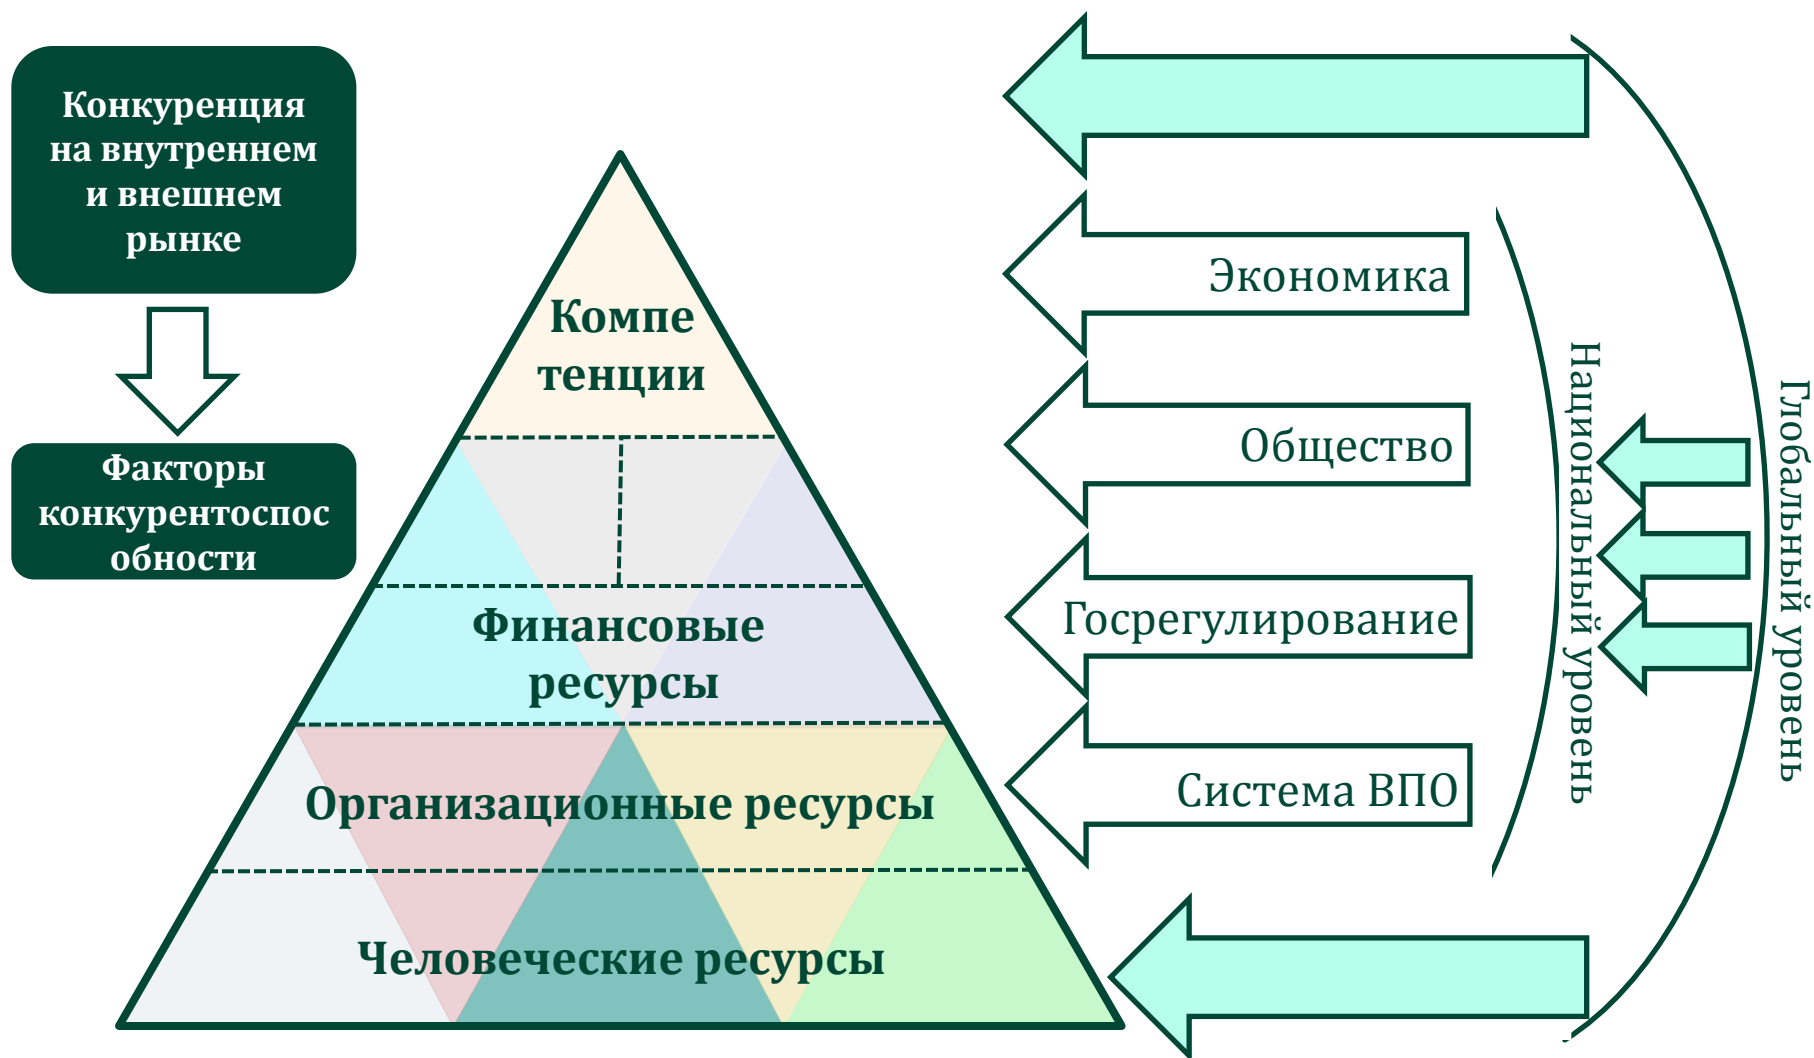 Конкуренция
на внутреннем
и внешнем
рынке
Факторы
конкурентоспос
обности
Компе
тенции
Финансовые
ресурсы
Организационные ресурсы
Человеческие ресурсы
Экономика
Общество
Госрегулирование
Система ВПО
Национальный уровень
Глобальный уровень